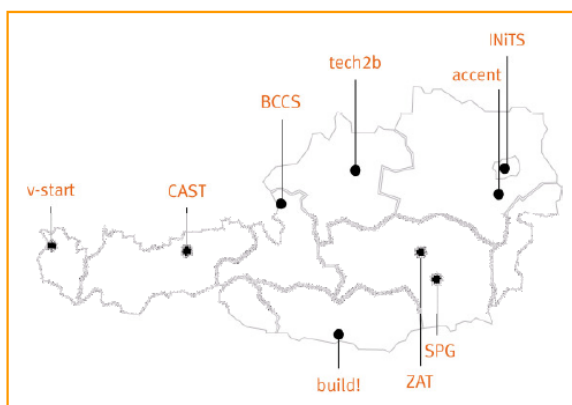 INiTS
tech2b
accent
BCCS
v-start
CAST
SPG
build!
ZAT